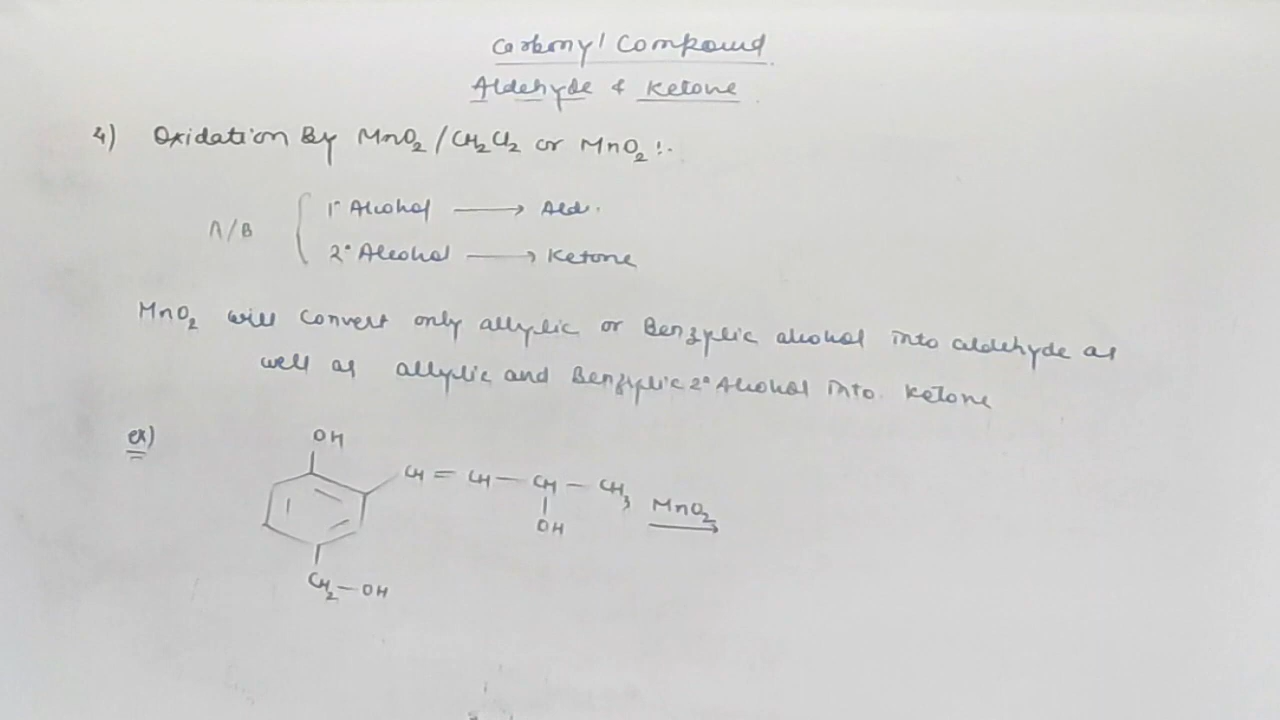 Carbonyl Compound
Aldehyde & Ketone
4) Oxidation By MnO₂/CH₂Cl₂ or MnO₂ :-
A/B
1° Alcohol ⟶ Ald.
2° Alcohol ⟶ Ketone
MnO₂ will convert only allylic or Benzylic alcohol into aldehyde as
well as allylic and Benzylic 2° Alcohol into Ketone
ex)
OH
CH = CH — CH — CH₃ MnO₂
OH
CH₂—OH